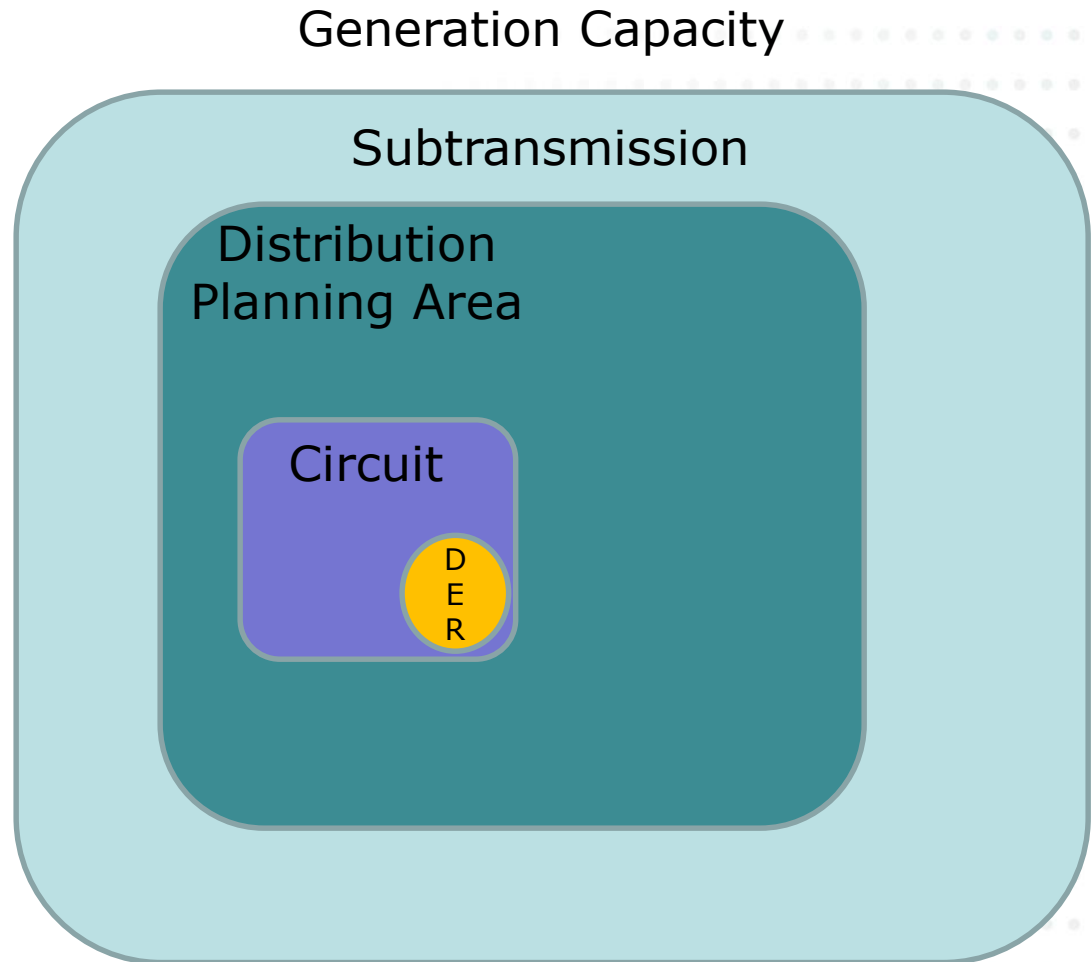 Generation Capacity
Subtransmission
Distribution
Planning Area
Circuit
D
E
R